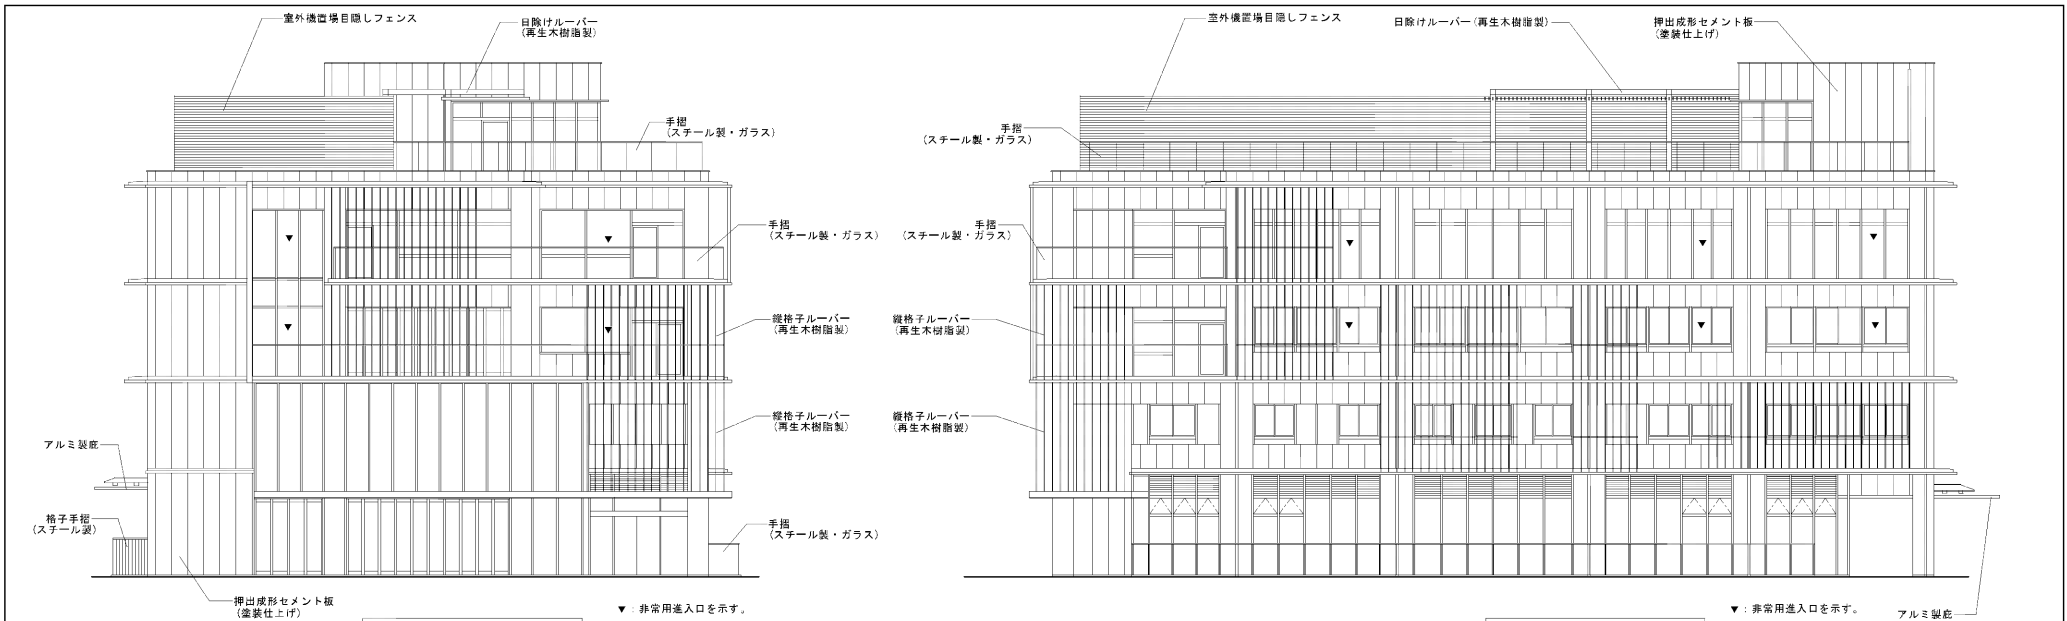 室外機置場目隠しフェンス
日除けルーバー
(再生木樹脂製)
手摺
(スチール製・ガラス)
手摺
(スチール製・ガラス)
縦格子ルーバー
(再生木樹脂製)
縦格子ルーバー
(再生木樹脂製)
アルミ製庇
格子手摺
(スチール製)
手摺
(スチール製・ガラス)
押出成形セメント板
(塗装仕上げ)
▼：非常用進入口を示す。
室外機置場目隠しフェンス
日除けルーバー(再生木樹脂製)
押出成形セメント板
(塗装仕上げ)
手摺
(スチール製・ガラス)
手摺
(スチール製・ガラス)
縦格子ルーバー
(再生木樹脂製)
縦格子ルーバー
(再生木樹脂製)
▼：非常用進入口を示す。
アルミ製庇